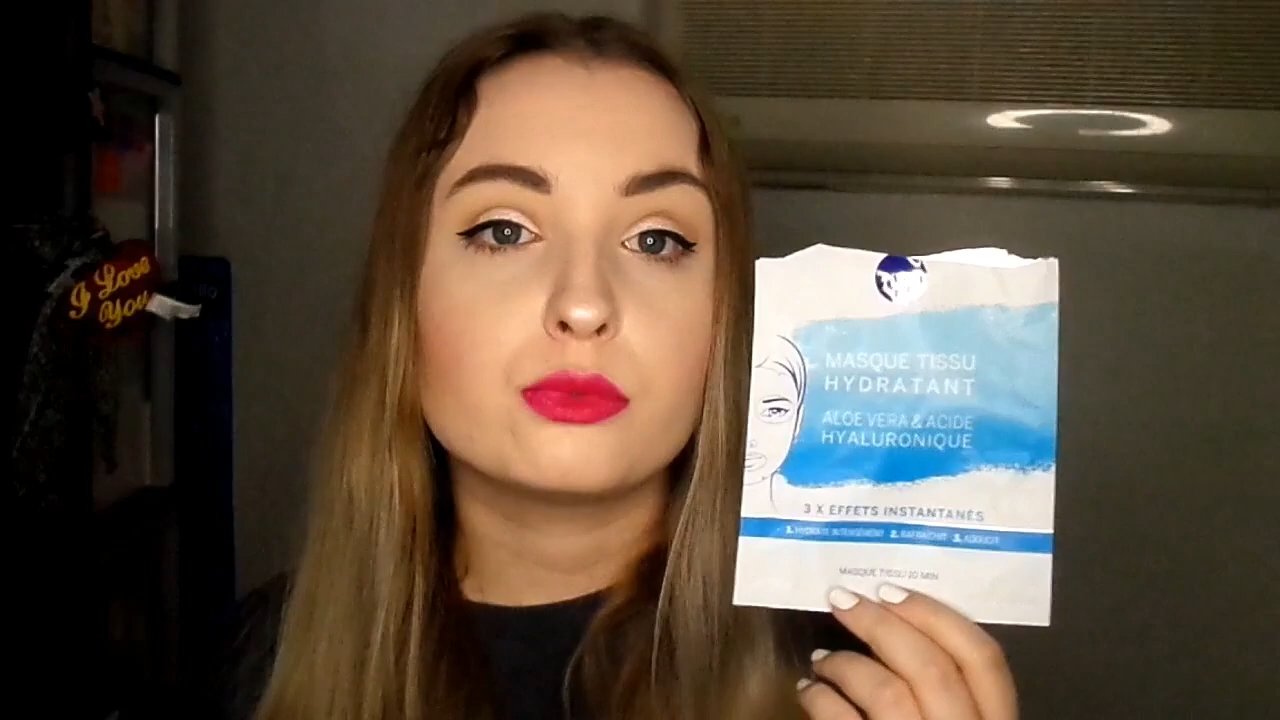 I Love
You
MASQUE TISSU
HYDRATANT
ALOE VERA & ACIDE
HYALURONIQUE
3 X EFFETS INSTANTANÉS
1. HYDRATE INTENSÉMENT 2. RAFRAÎCHIT 3. ADOUCIT
MASQUE TISSU 10 MIN